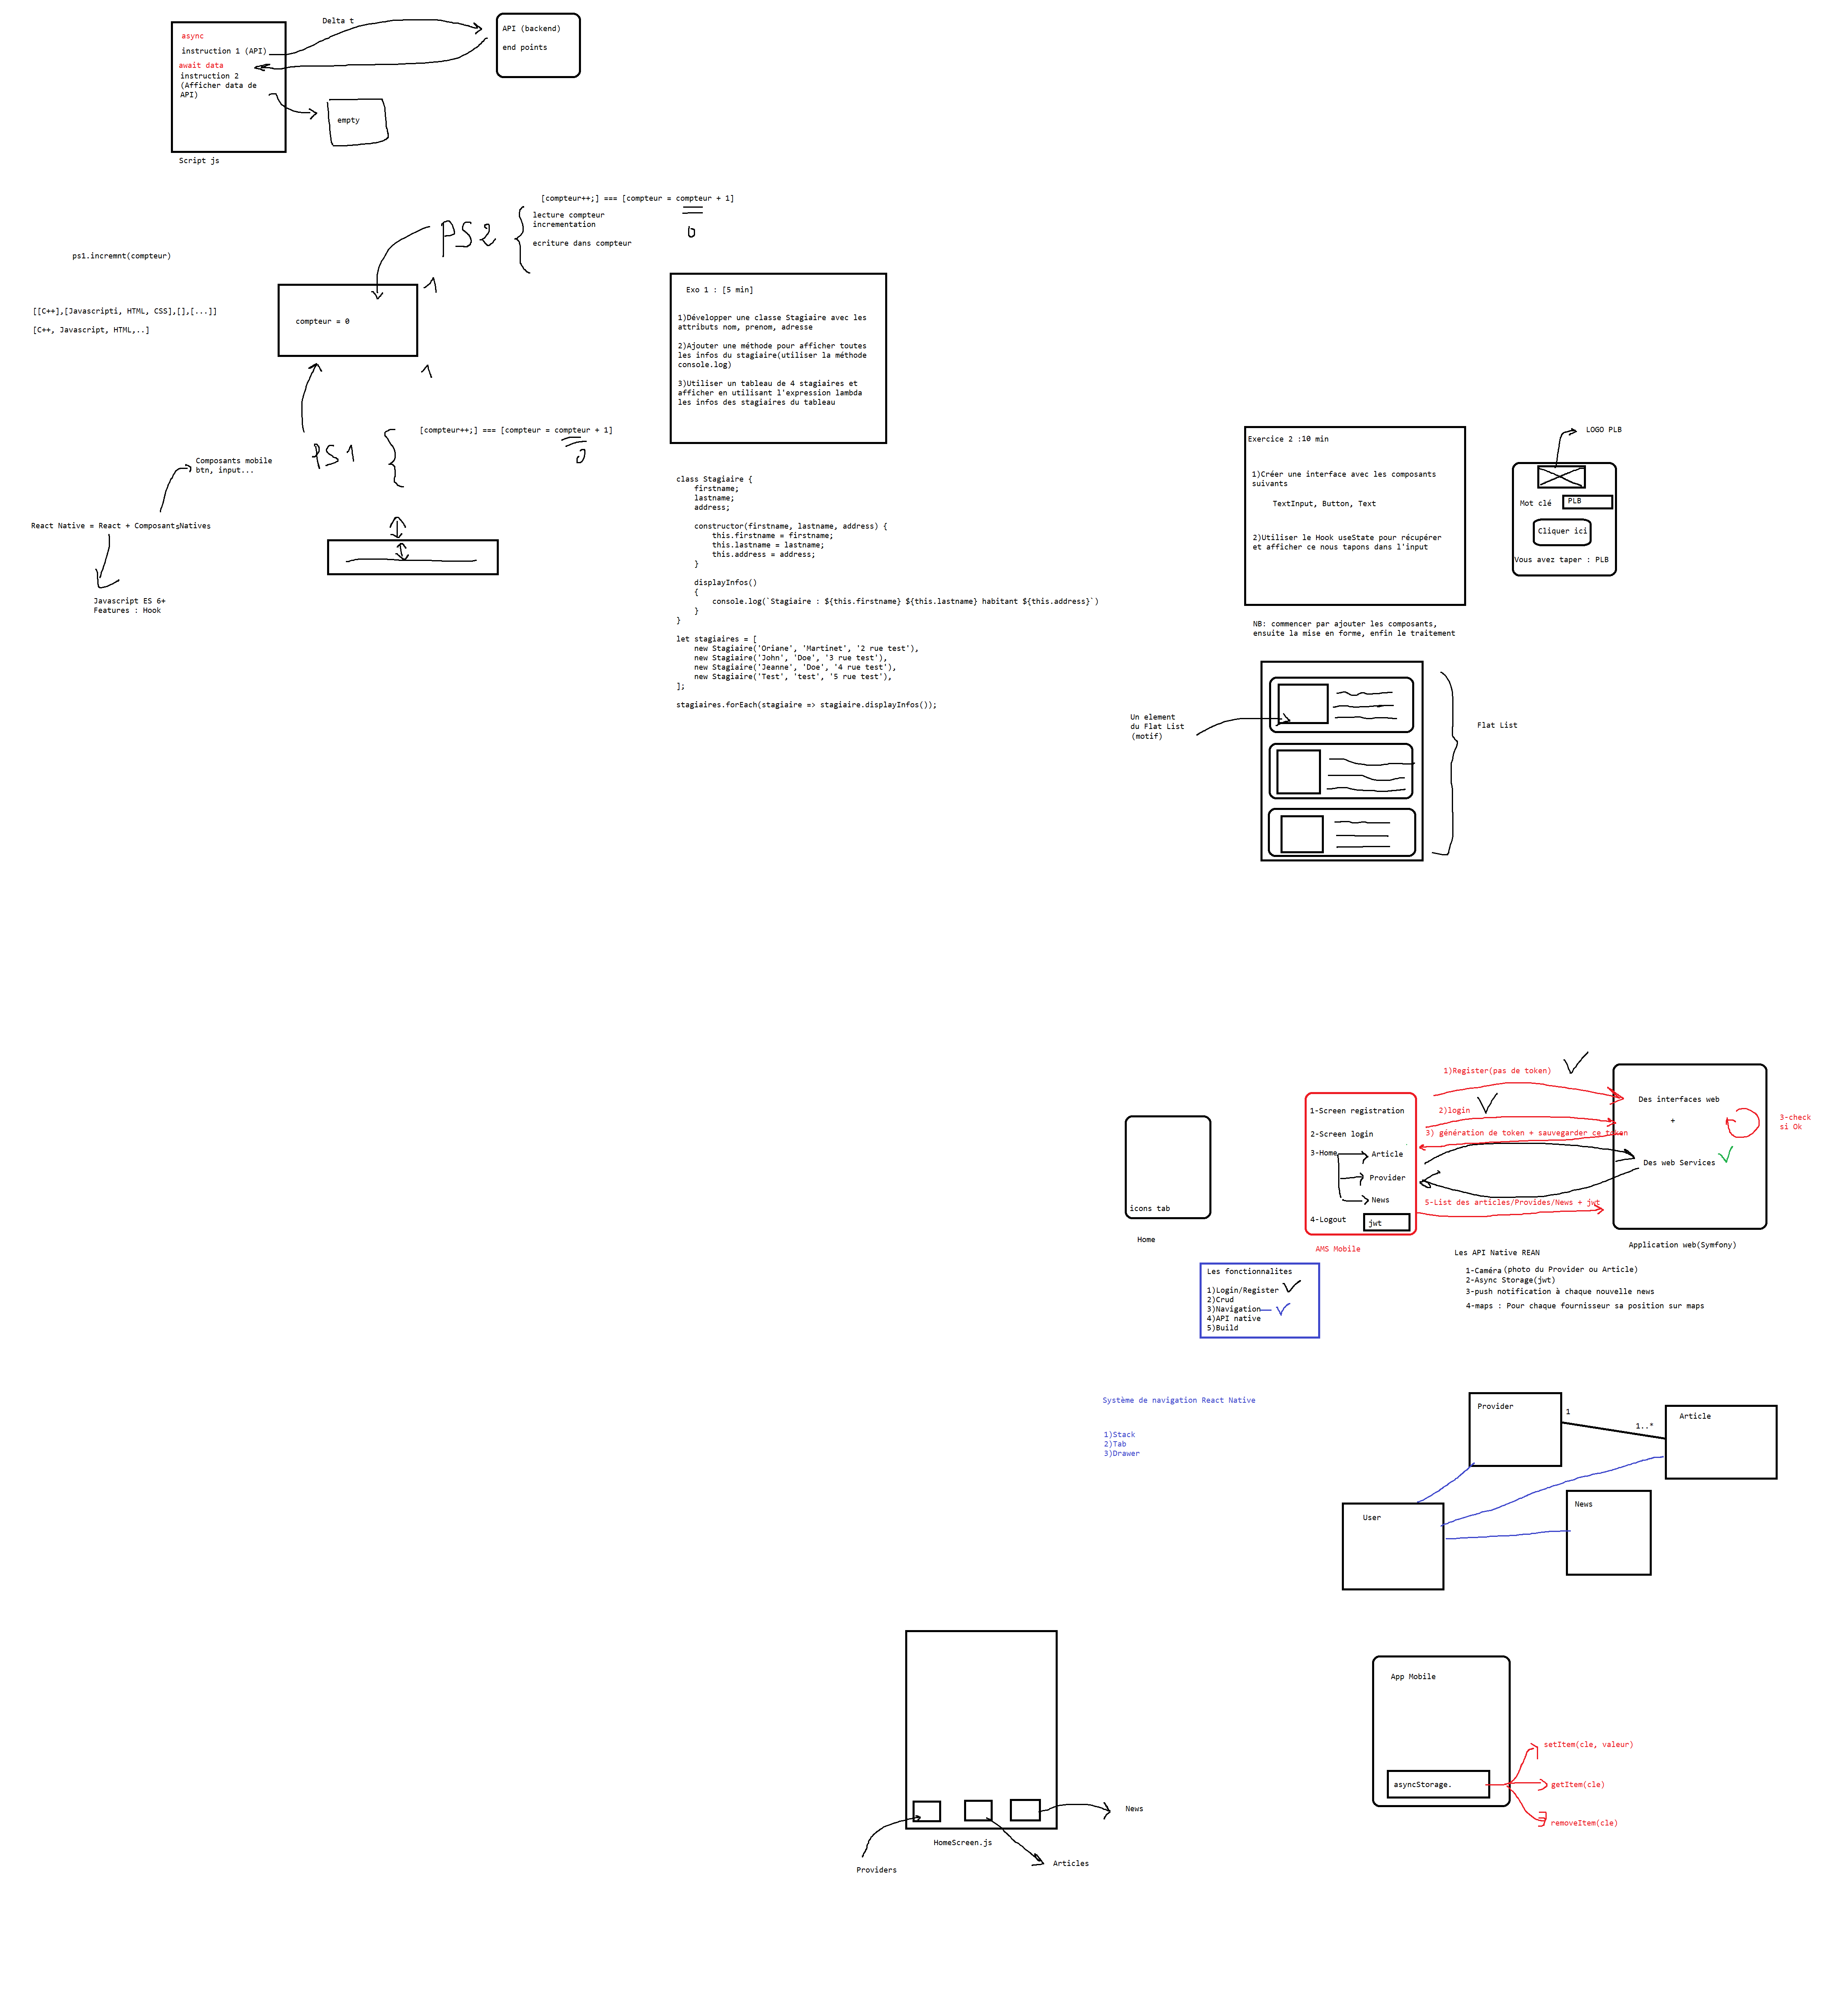 Delta t
async
instruction 1 (API)
await data
instruction 2
(Afficher data de
API)
Script js
API (backend)
end points
empty
[compteur++;] === [compteur = compteur + 1]
0
PS2
lecture compteur
incrementation
ecriture dans compteur
ps1.incremnt(compteur)
[[C++],[Javascripti, HTML, CSS],[],[...]]
[C++, Javascript, HTML,..]
1
compteur = 0
1
[compteur++;] === [compteur = compteur + 1]
0
PS1
Composants mobile
btn, input...
React Native = React + Composants Natives
Javascript ES 6+
Features : Hook
Exo 1 : [5 min]
1)Développer une classe Stagiaire avec les
attributs nom, prenom, adresse
2)Ajouter une méthode pour afficher toutes
les infos du stagiaire(utiliser la méthode
console.log)
3)Utiliser un tableau de 4 stagiaires et
afficher en utilisant l'expression lambda
les infos des stagiaires du tableau
class Stagiaire {
firstname;
lastname;
address;
constructor(firstname, lastname, address) {
this.firstname = firstname;
this.lastname = lastname;
this.address = address;
}
displayInfos()
{
console.log(`Stagiaire : ${this.firstname} ${this.lastname} habitant ${this.address}`)
}
}
let stagiaires = [
new Stagiaire('Oriane', 'Martinet', '2 rue test'),
new Stagiaire('John', 'Doe', '3 rue test'),
new Stagiaire('Jeanne', 'Doe', '4 rue test'),
new Stagiaire('Test', 'test', '5 rue test'),
];
stagiaires.forEach(stagiaire => stagiaire.displayInfos());
Exercice 2 :10 min
1)Créer une interface avec les composants
suivants
TextInput, Button, Text
2)Utiliser le Hook useState pour récupérer
et afficher ce nous tapons dans l'input
NB: commencer par ajouter les composants,
ensuite la mise en forme, enfin le traitement
LOGO PLB
Mot clé
PLB
Cliquer ici
Vous avez taper : PLB
Un element
du Flat List
(motif)
Flat List
icons tab
Home
1-Screen registration
2-Screen login
3-Home
Article
Provider
News
4-Logout
jwt
AMS Mobile
1)Register(pas de token)
2)login
3) génération de token + sauvegarder ce token
5-List des articles/Provides/News + jwt
Des interfaces web
+
Des web Services
3-check
si Ok
Application web(Symfony)
Les fonctionnalites
1)Login/Register
2)Crud
3)Navigation
4)API native
5)Build
Les API Native REAN
1-Caméra (photo du Provider ou Article)
2-Async Storage(jwt)
3-push notification à chaque nouvelle news
4-maps : Pour chaque fournisseur sa position sur maps
Système de navigation React Native
1)Stack
2)Tab
3)Drawer
Provider
1
1..*
Article
User
News
HomeScreen.js
Providers
Articles
News
App Mobile
asyncStorage.
setItem(cle, valeur)
getItem(cle)
removeItem(cle)